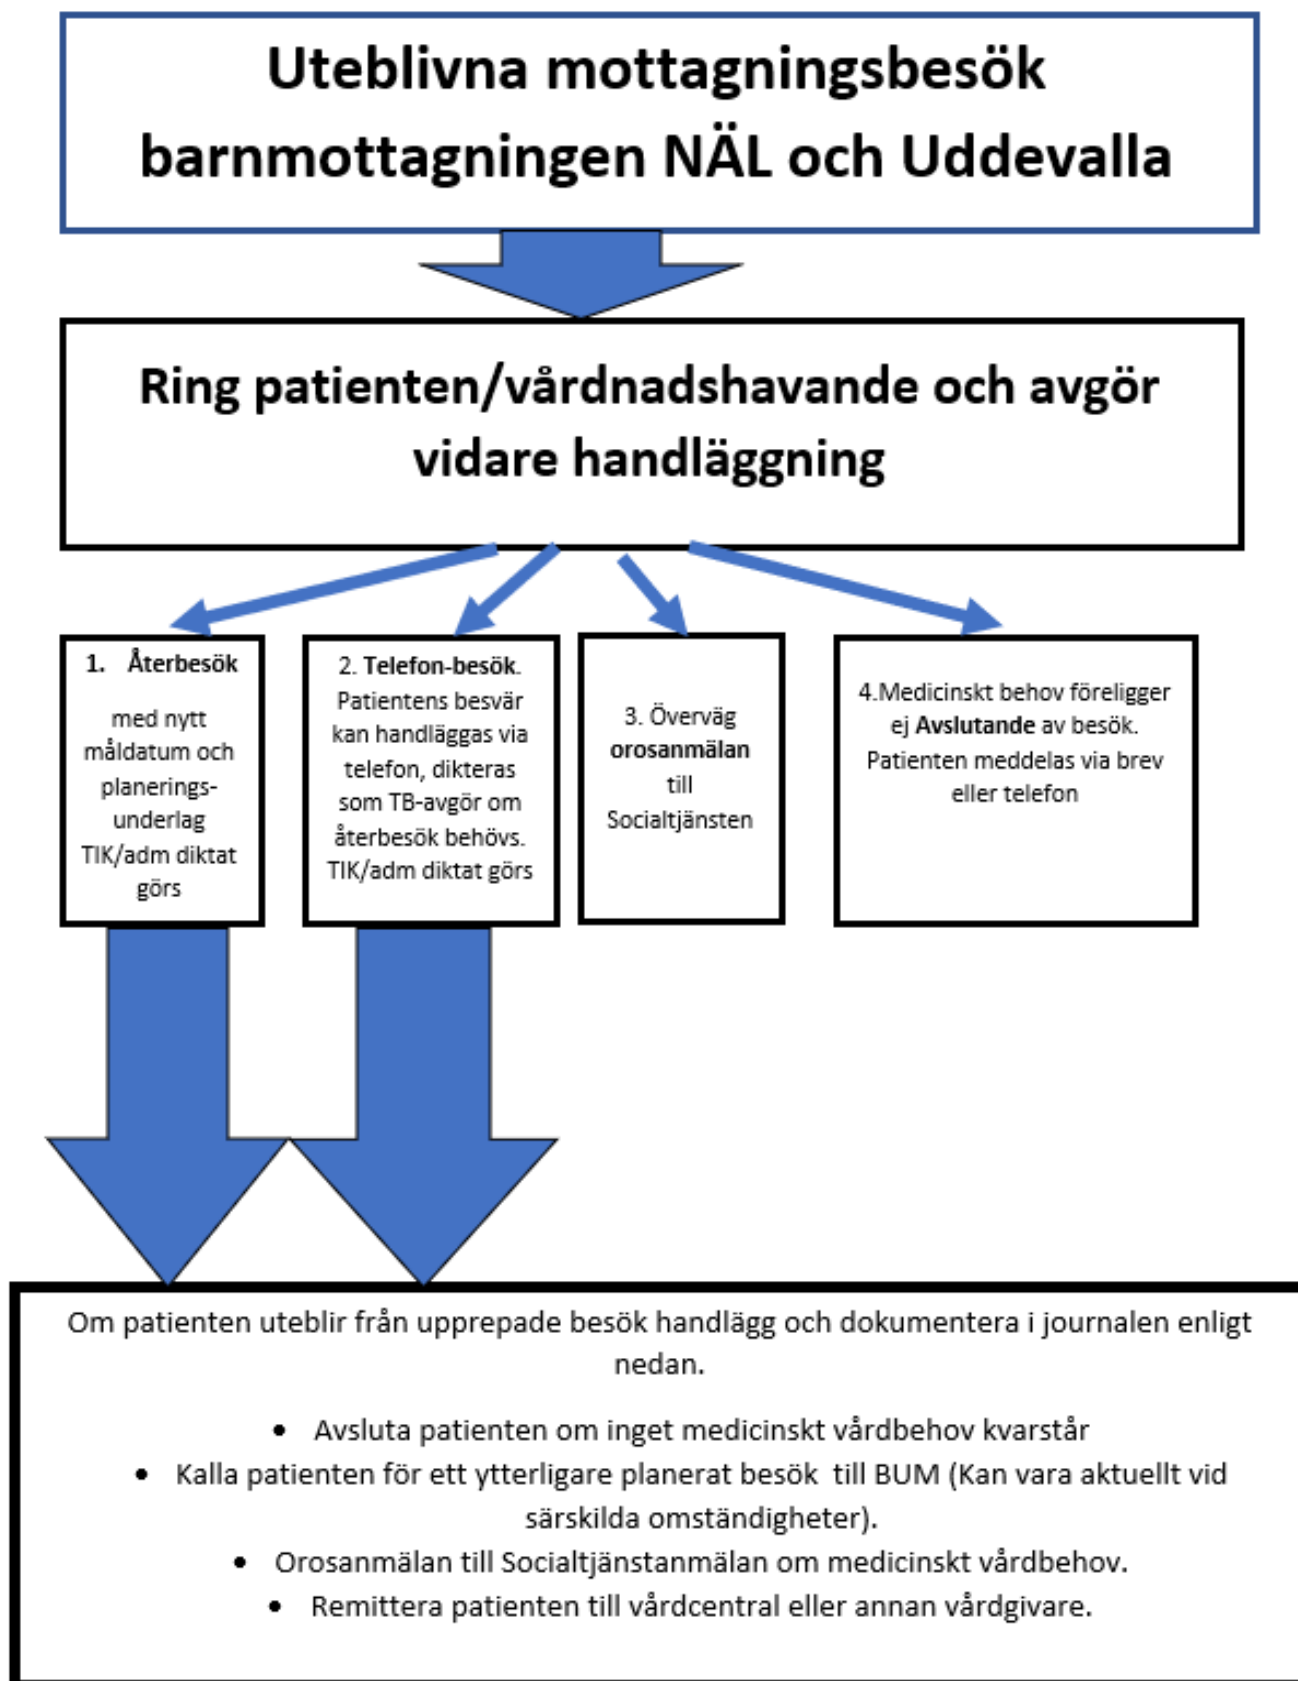 Uteblivna mottagningsbesök
barnmottagningen NÄL och Uddevalla
Ring patienten/vårdnadshavande och avgör
vidare handläggning
1. Återbesök
med nytt
måldatum och
planerings-
underlag
TIK/adm diktat
görs
2. Telefon-besök.
Patientens besvär
kan handläggas via
telefon, dikteras
som TB-avgör om
återbesök behövs.
TIK/adm diktat görs
3. Överväg
orosanmälan
till
Socialtjänsten
4.Medicinskt behov föreligger
ej Avslutande av besök.
Patienten meddelas via brev
eller telefon
Om patienten uteblir från upprepade besök handlägg och dokumentera i journalen enligt
nedan.
• Avsluta patienten om inget medicinskt vårdbehov kvarstår
• Kalla patienten för ett ytterligare planerat besök till BUM (Kan vara aktuellt vid
särskilda omständigheter).
• Orosanmälan till Socialtjänstanmälan om medicinskt vårdbehov.
• Remittera patienten till vårdcentral eller annan vårdgivare.